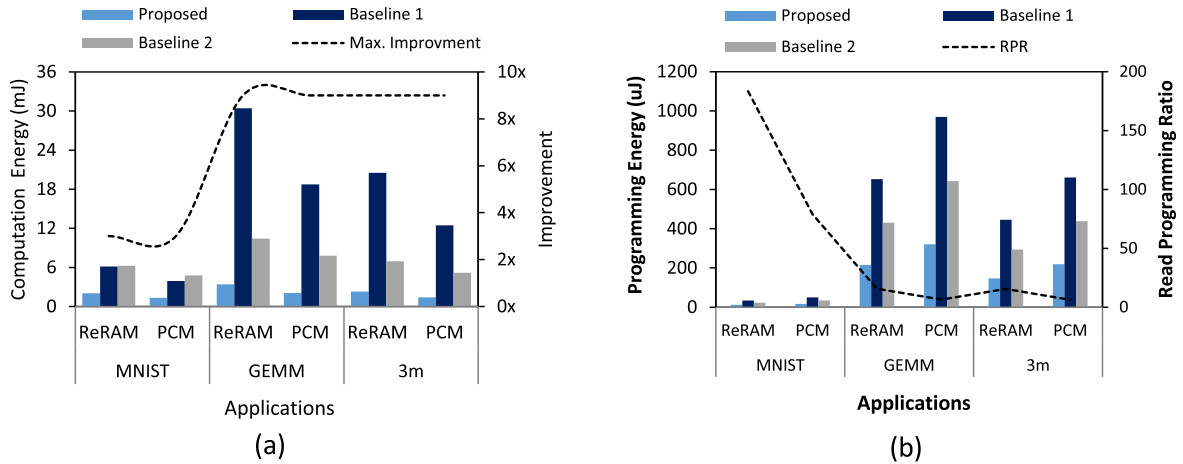 Proposed Baseline 1
Baseline 2 Max. Improvment
36 10x
30 8x
24 6x
18 4x
12 2x
6 0x
0
Computation Energy (mJ)
Improvement
ReRAM PCM ReRAM PCM ReRAM PCM
MNIST GEMM 3m
Applications
(a)
Proposed Baseline 1
Baseline 2 RPR
1200 200
1000 150
800 100
600 50
400 0
200
0
Programming Energy (uJ)
Read Programming Ratio
ReRAM PCM ReRAM PCM ReRAM PCM
MNIST GEMM 3m
Applications
(b)